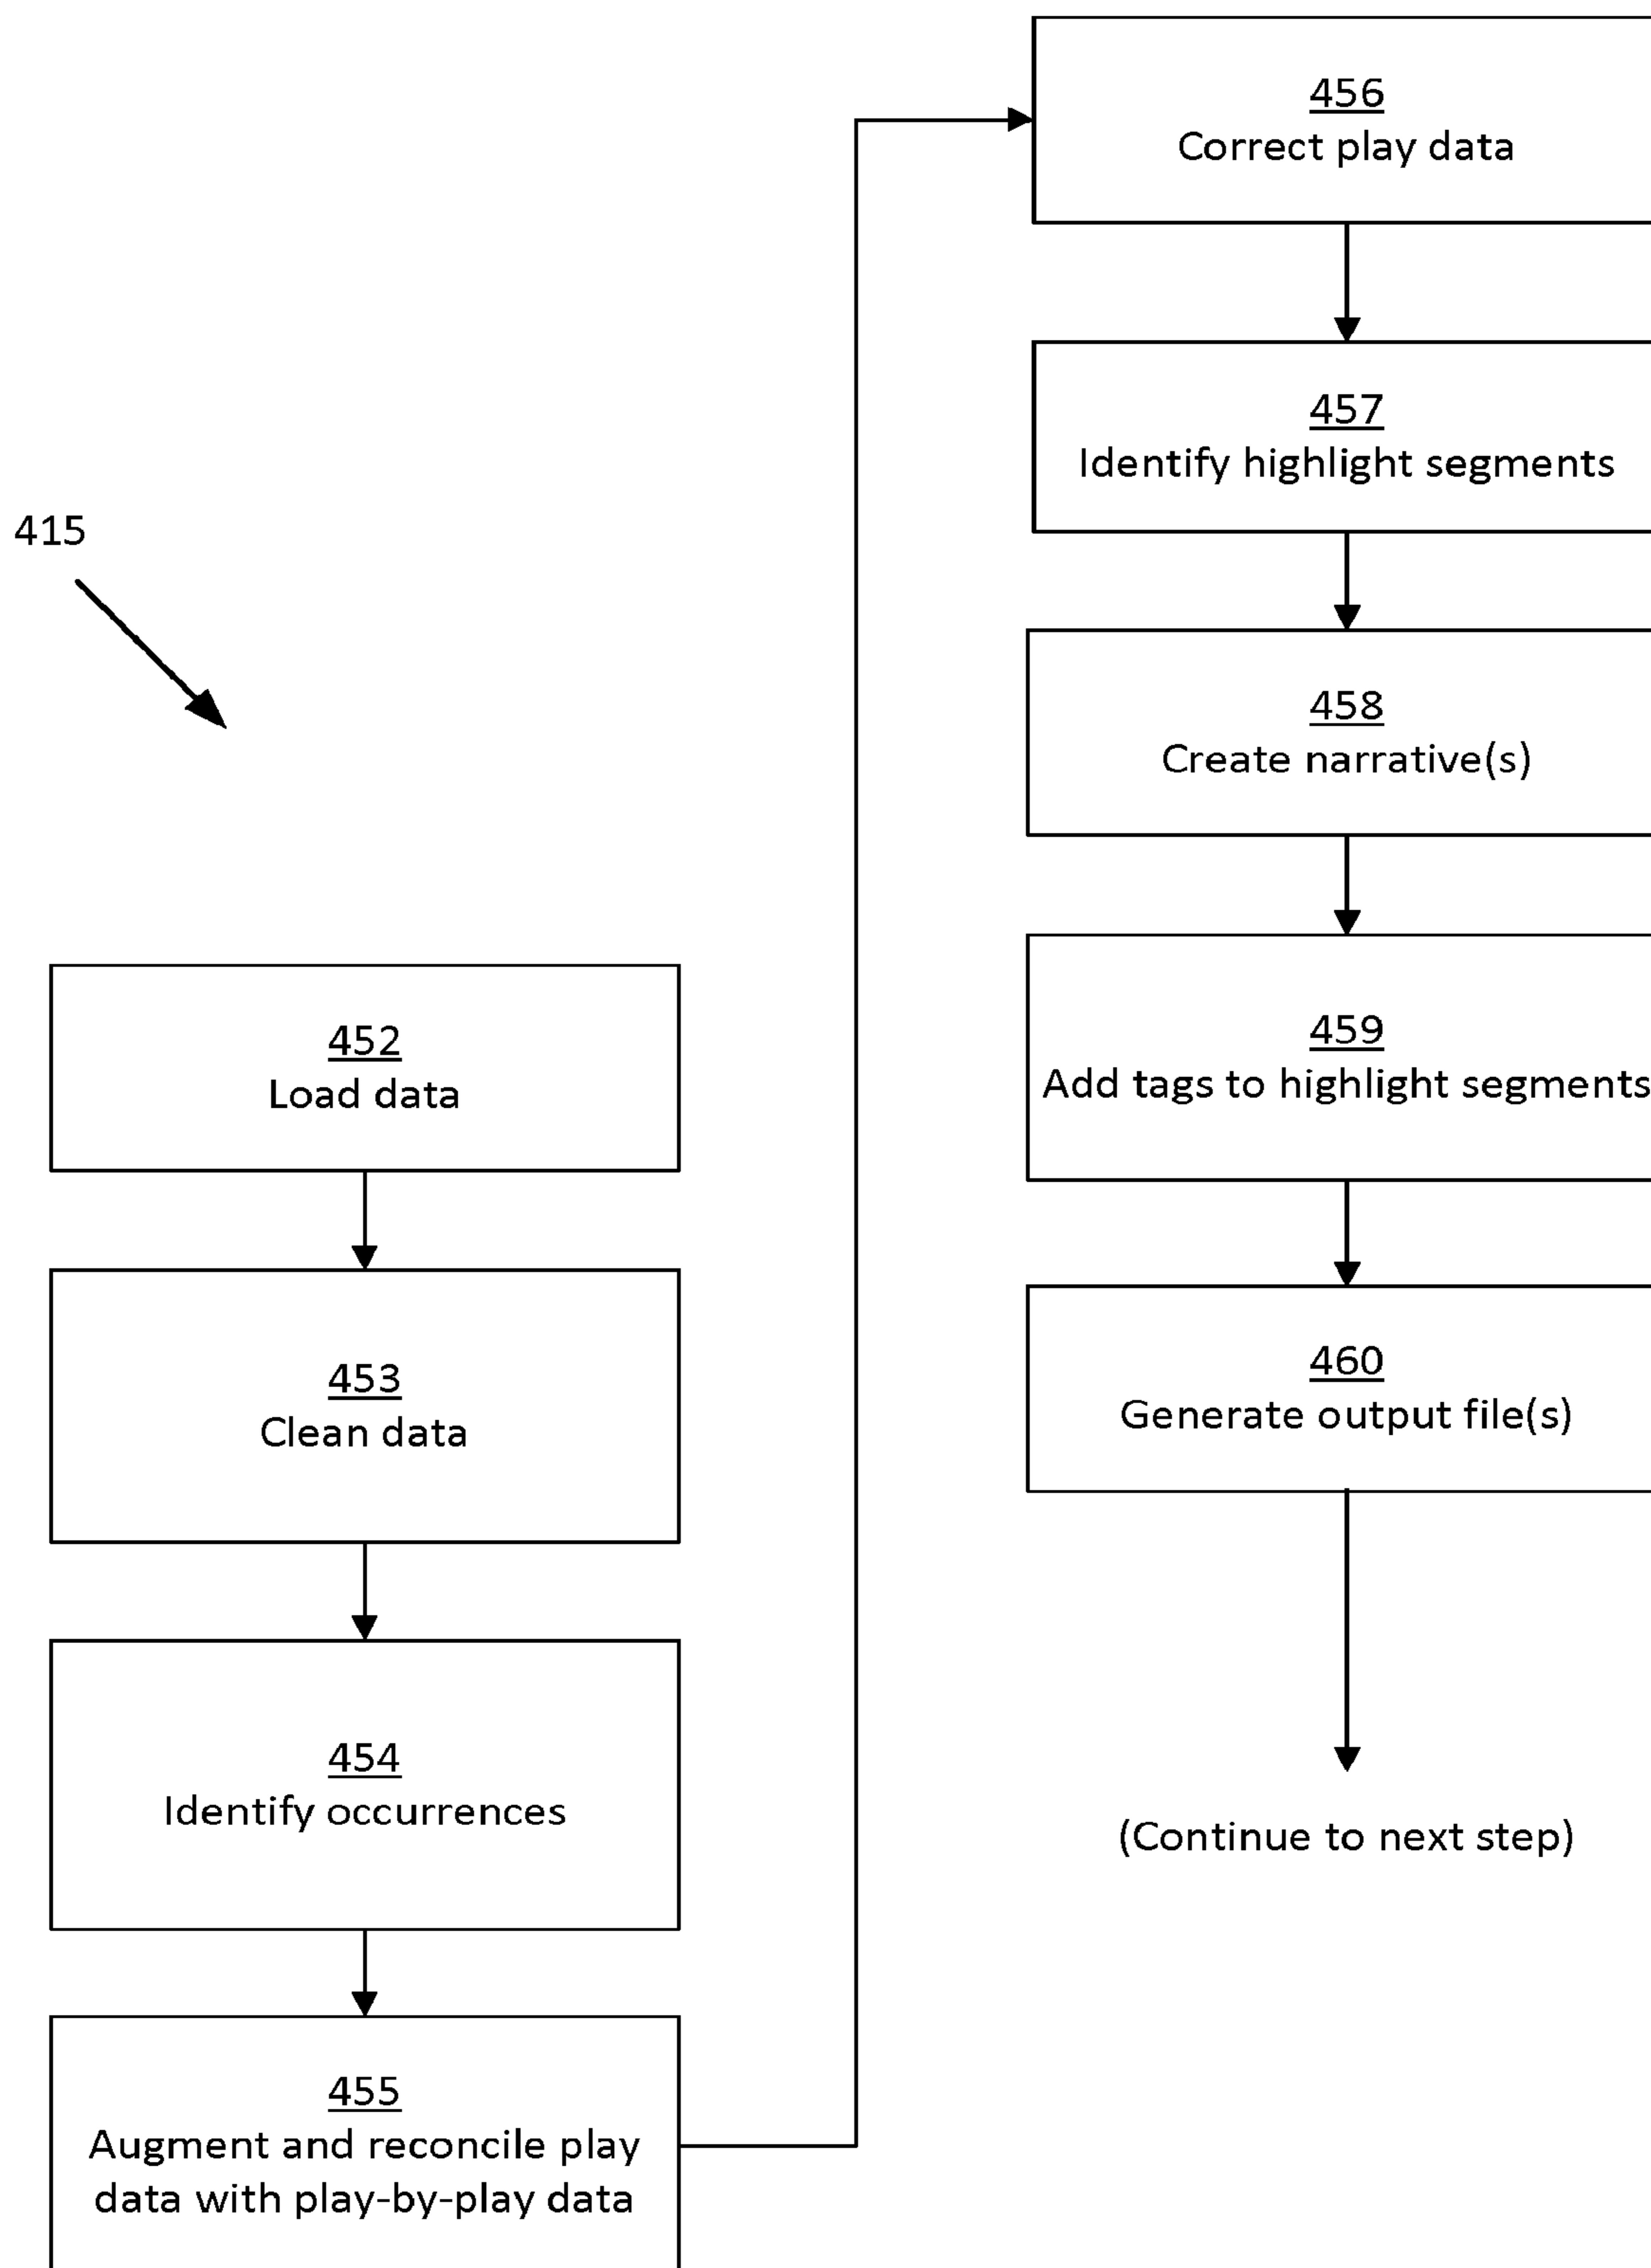 415
452
Load data
453
Clean data
454
Identify occurrences
455
Augment and reconcile play
data with play-by-play data
456
Correct play data
457
Identify highlight segments
458
Create narrative(s)
459
Add tags to highlight segments
460
Generate output file(s)
(Continue to next step)